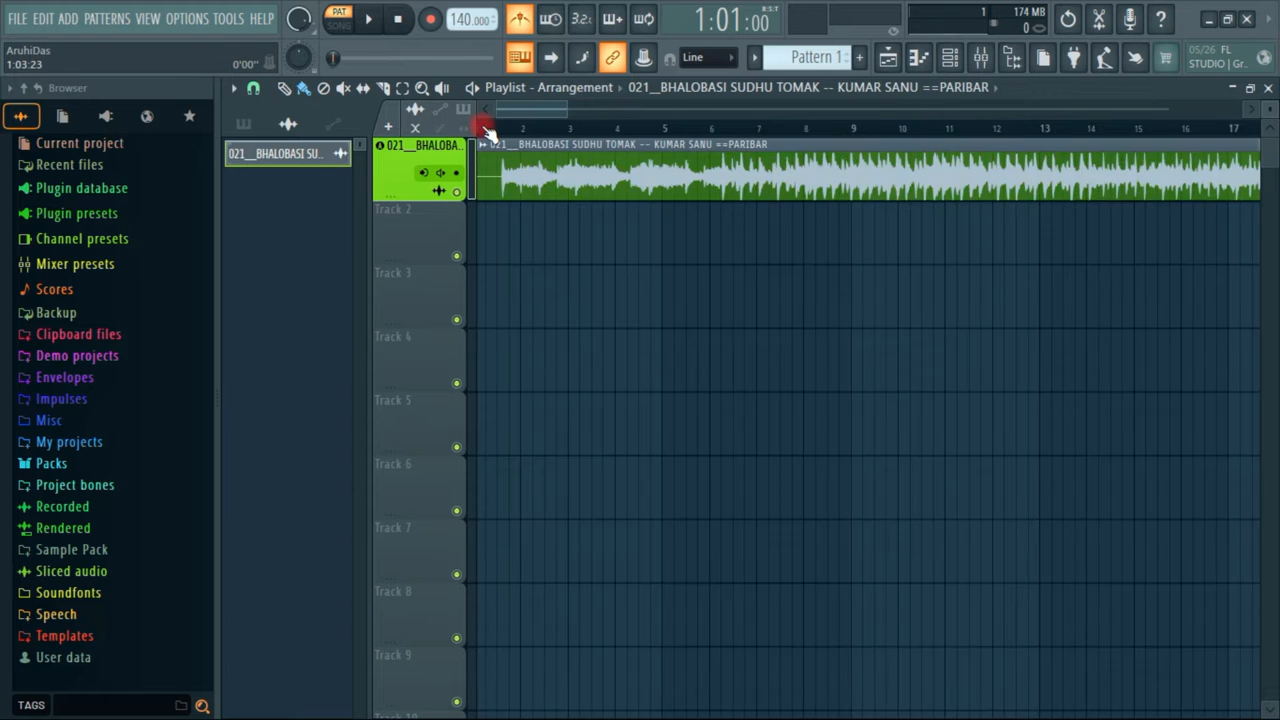 FILE EDIT ADD PATTERNS VIEW OPTIONS TOOLS HELP
PAT
SONG
140.000
3.2
1:01:00
1
174 MB
0
AruhiDas
1:03:23
0'00"
Line
Pattern 1
05/26 FL
STUDIO | Gr..
Browser
Playlist - Arrangement
021__BHALOBASI SUDHU TOMAK -- KUMAR SANU ==PARIBAR
2 3 4 5 6 7 8 9 10 11 12 13 14 15 16 17
021__BHALOBASI SU..
021__BHALOBA..
021__BHALOBASI SUDHU TOMAK -- KUMAR SANU ==PARIBAR
Current project
Recent files
Plugin database
Plugin presets
Channel presets
Mixer presets
Scores
Backup
Clipboard files
Demo projects
Envelopes
Impulses
Misc
My projects
Packs
Project bones
Recorded
Rendered
Sample Pack
Sliced audio
Soundfonts
Speech
Templates
User data
TAGS
Track 2
Track 3
Track 4
Track 5
Track 6
Track 7
Track 8
Track 9